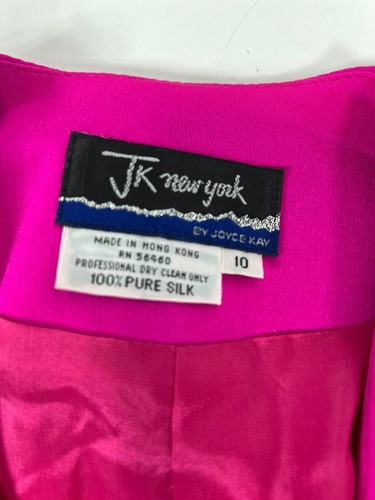 JK new york
BY JOYCE KAY
MADE IN HONG KONG
RN 56460
PROFESSIONAL DRY CLEAN ONLY
100% PURE SILK
10